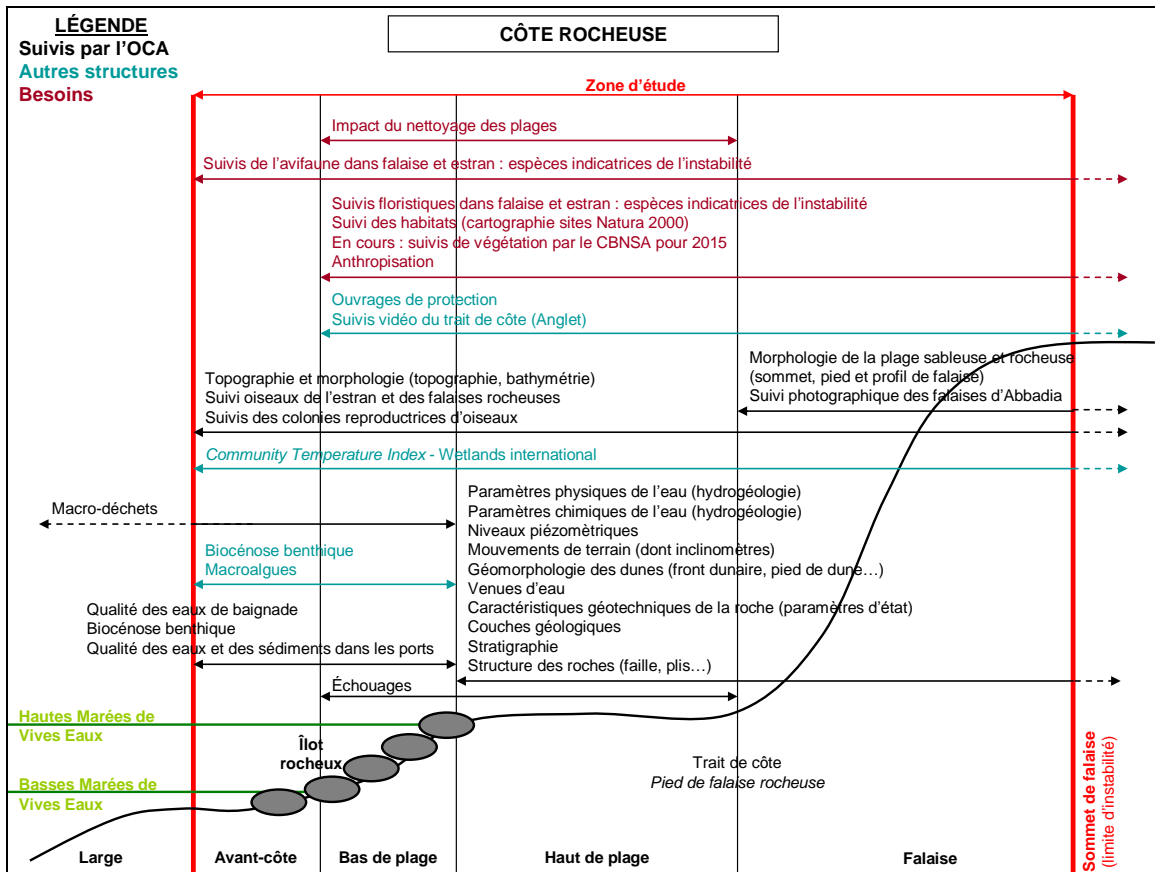 LÉGENDE
Suivis par l'OCA
Autres structures
Besoins
CÔTE ROCHEUSE
Zone d'étude
Impact du nettoyage des plages
Suivis de l'avifaune dans falaise et estran : espèces indicatrices de l'instabilité
Suivis floristiques dans falaise et estran : espèces indicatrices de l'instabilité
Suivi des habitats (cartographie sites Natura 2000)
En cours : suivis de végétation par le CBNSA pour 2015
Anthropisation
Ouvrages de protection
Suivis vidéo du trait de côte (Anglet)
Morphologie de la plage sableuse et rocheuse
(sommet, pied et profil de falaise)
Suivi photographique des falaises d'Abbadia
Topographie et morphologie (topographie, bathymétrie)
Suivi oiseaux de l'estran et des falaises rocheuses
Suivis des colonies reproductrices d'oiseaux
Community Temperature Index - Wetlands international
Macro-déchets
Paramètres physiques de l'eau (hydrogéologie)
Paramètres chimiques de l'eau (hydrogéologie)
Niveaux piézomètriques
Mouvements de terrain (dont inclinomètres)
Géomorphologie des dunes (front dunaire, pied de dune…)
Venues d'eau
Caractéristiques géotechniques de la roche (paramètres d'état)
Couches géologiques
Stratigraphie
Structure des roches (faille, plis…)
Biocénose benthique
Macroalgues
Qualité des eaux de baignade
Biocénose benthique
Qualité des eaux et des sédiments dans les ports
Échouages
Hautes Marées de
Vives Eaux
Îlot
rocheux
Basses Marées de
Vives Eaux
Trait de côte
Pied de falaise rocheuse
Sommet de falaise
(limite d'instabilité)
Large
Avant-côte
Bas de plage
Haut de plage
Falaise